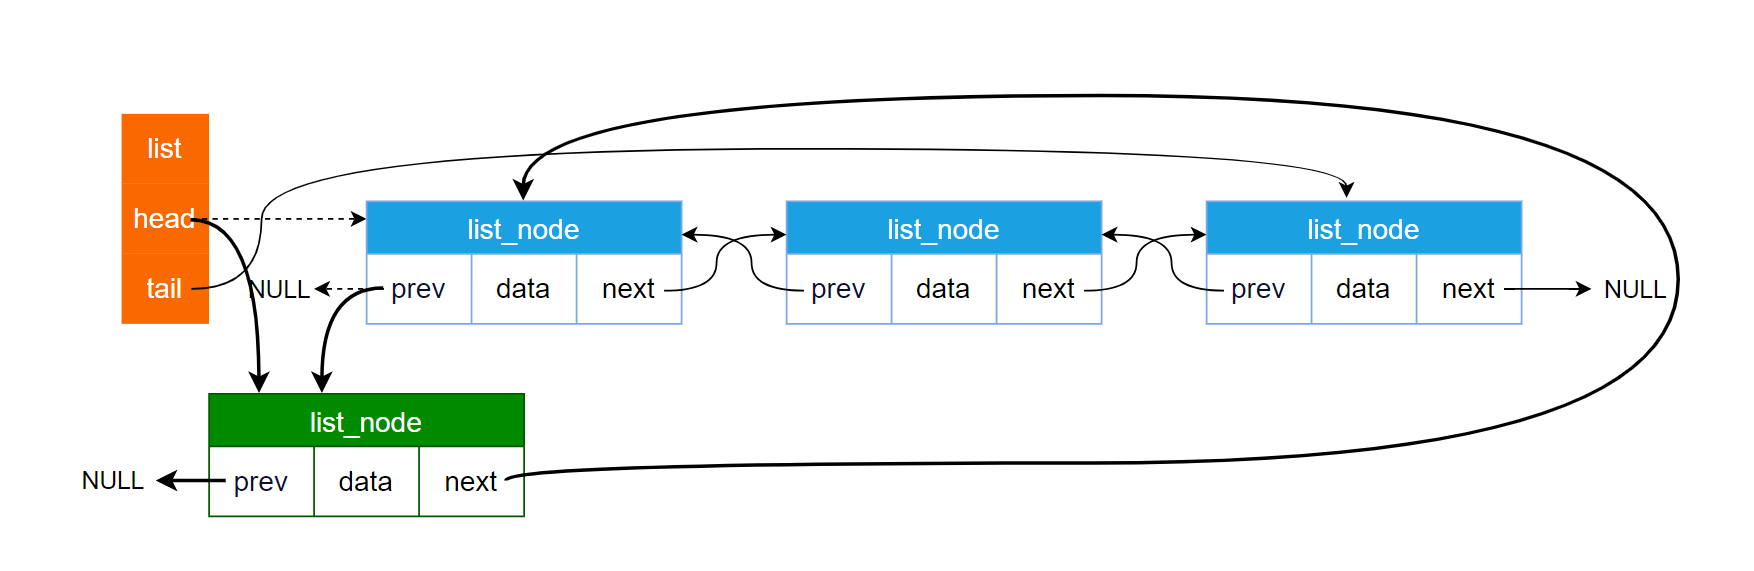 list
head
tail
list_node
NULL
prev data next
list_node
prev data next
list_node
prev data next
NULL
list_node
NULL
prev data next